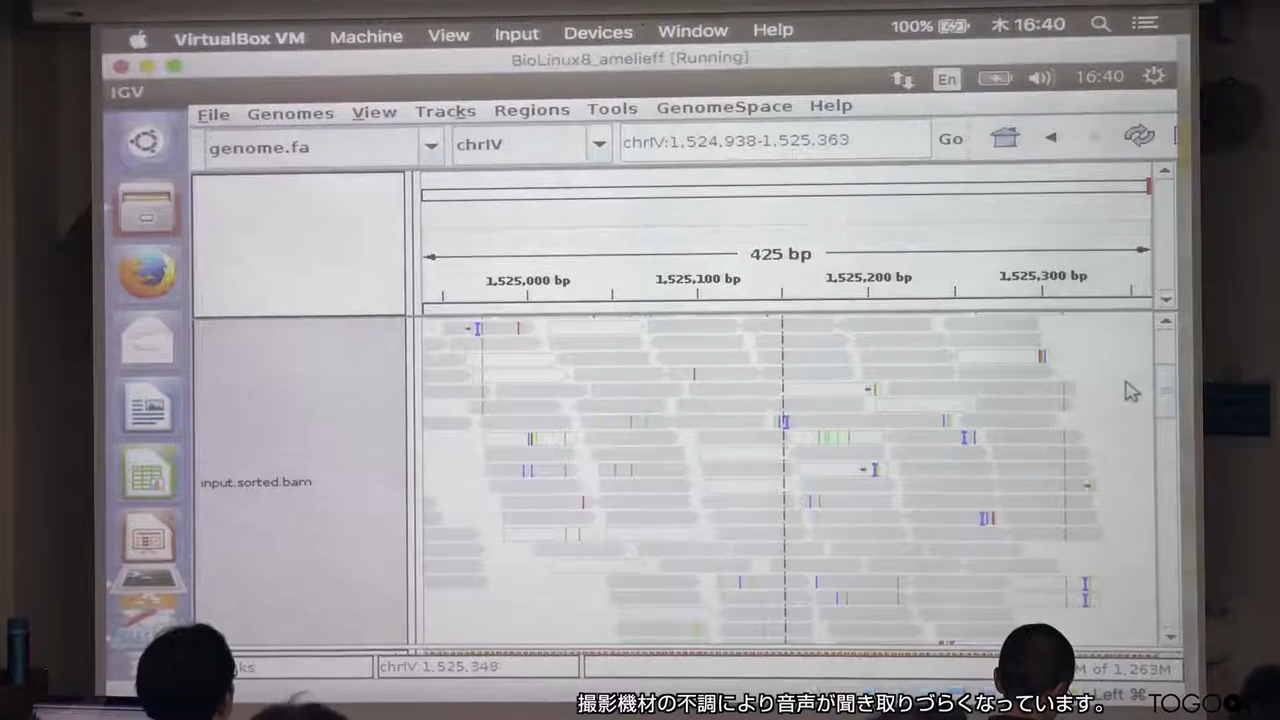 VirtualBox VM Machine View Input Devices Window Help 100% 木 16:40
BioLinux8_amelieff [Running]
IGV En 16:40
File Genomes View Tracks Regions Tools GenomeSpace Help
genome.fa chrIV chrIV:1,524,938-1,525,363 Go
425 bp
1,525,000 bp 1,525,100 bp 1,525,200 bp 1,525,300 bp
input.sorted.bam
ks chrIV:1,525,348 M of 1,263M
Left ⌘
撮影機材の不調により音声が聞き取りづらくなっています。